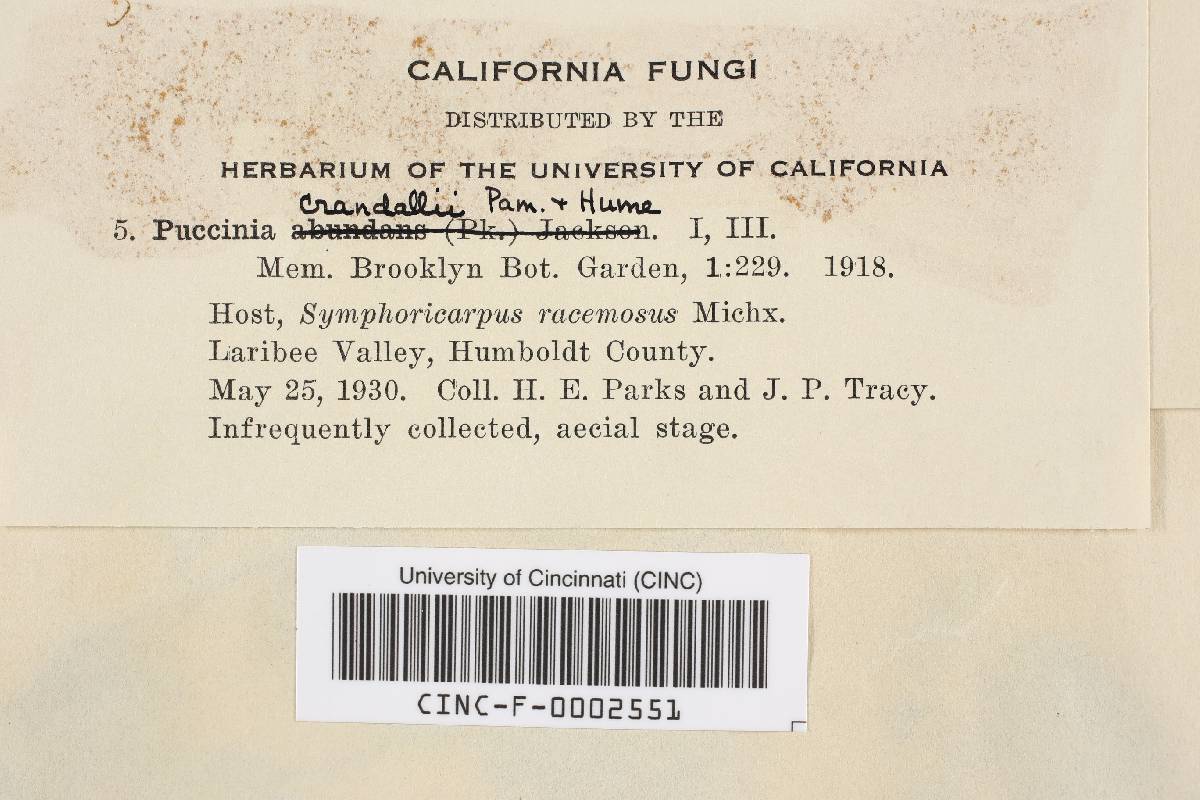 CALIFORNIA FUNGI
DISTRIBUTED BY THE
HERBARIUM OF THE UNIVERSITY OF CALIFORNIA
crandallii Pam. + Hume
5. Puccinia abundans (Pk.) Jackson. I, III.
Mem. Brooklyn Bot. Garden, 1:229. 1918.
Host, Symphoricarpus racemosus Michx.
Laribee Valley, Humboldt County.
May 25, 1930. Coll. H. E. Parks and J. P. Tracy.
Infrequently collected, aecial stage.
University of Cincinnati (CINC)
CINC-F-0002551